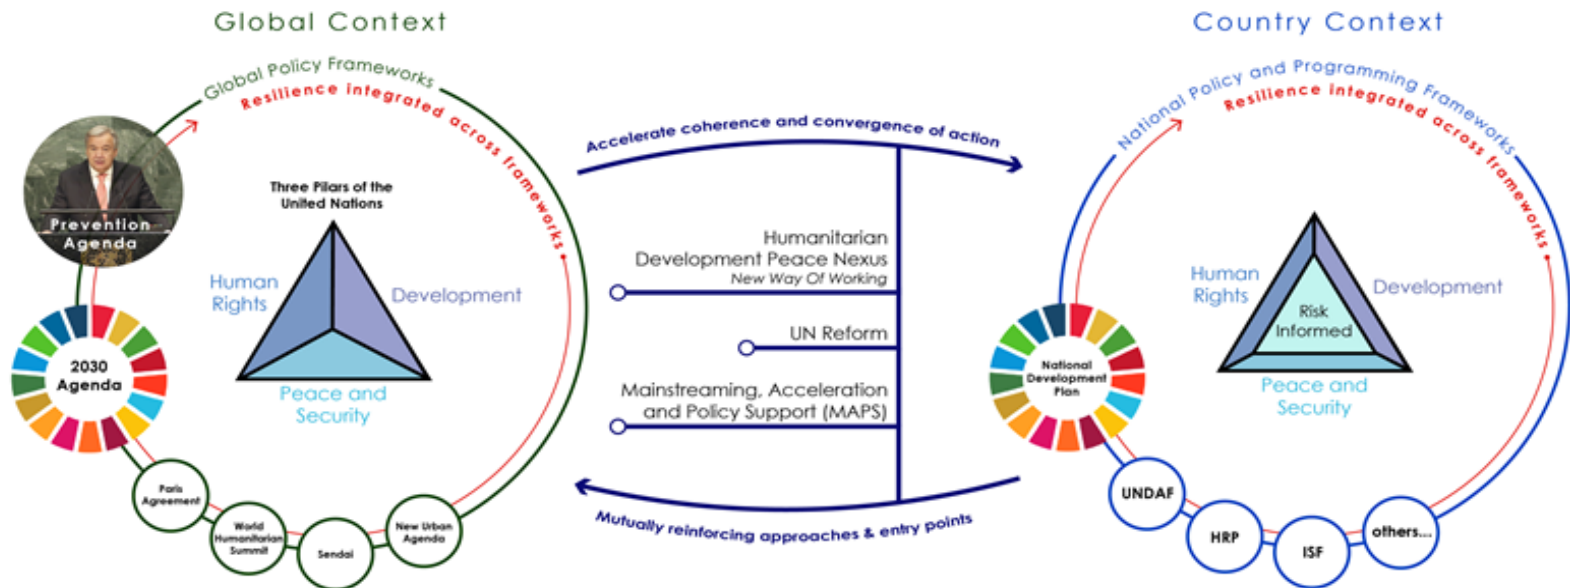 Global Context
Global Policy Frameworks
Resilience integrated across frameworks
Prevention
Agenda
2030
Agenda
Three Pilars of the
United Nations
Human
Rights
Development
Peace and
Security
Paris
Agreement
World
Humanitarian
Summit
Sendai
New Urban
Agenda
Accelerate coherence and convergence of action
Humanitarian
Development Peace Nexus
New Way Of Working
UN Reform
Mainstreaming, Acceleration
and Policy Support (MAPS)
Mutually reinforcing approaches & entry points
Country Context
National Policy and Programming Frameworks
Resilience integrated across frameworks
National
Development
Plan
Human
Rights
Development
Risk
Informed
Peace and
Security
UNDAF
HRP
ISF
others...